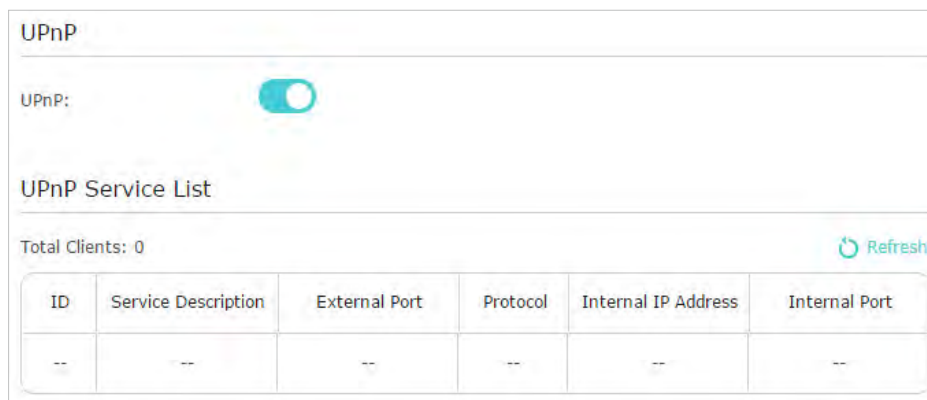 UPnP
UPnP:
UPnP Service List
Total Clients: 0 Refresh
ID Service Description External Port Protocol Internal IP Address Internal Port
-- -- -- -- -- --